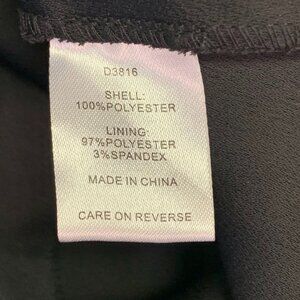 D3816
SHELL:
100%POLYESTER
LINING:
97%POLYESTER
3%SPANDEX
MADE IN CHINA
CARE ON REVERSE